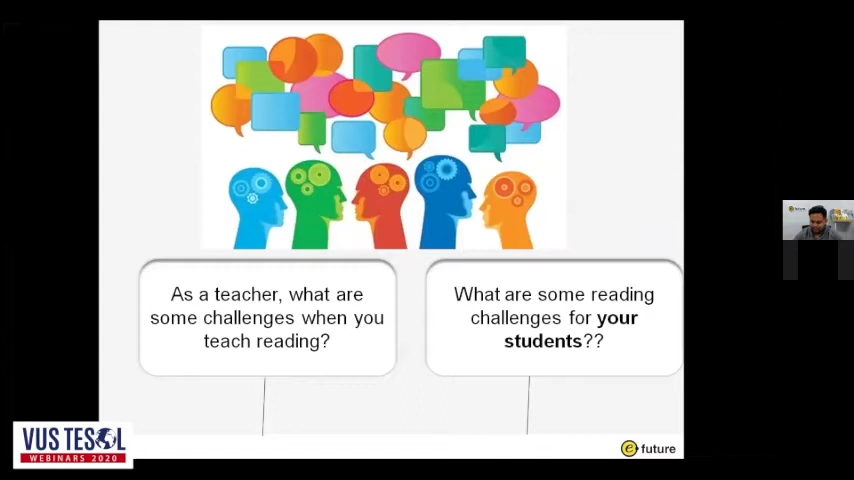 As a teacher, what are
some challenges when you
teach reading?
What are some reading
challenges for your
students??
VUS TESOL
WEBINARS 2020
e future